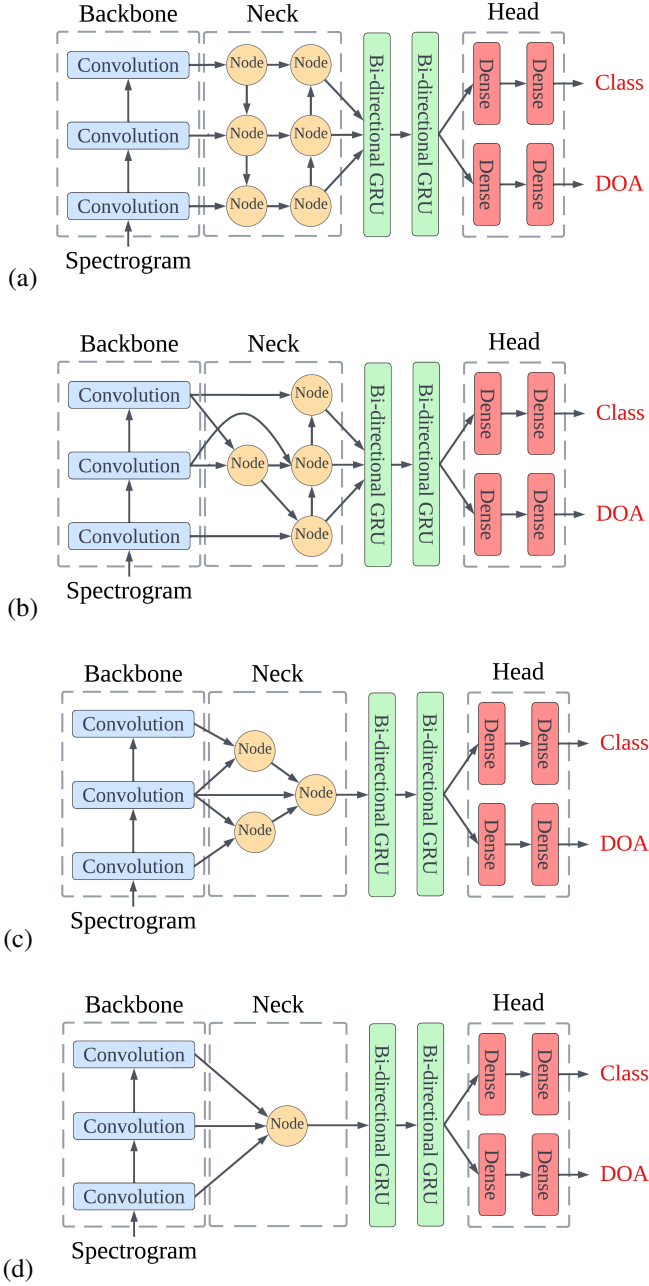 Backbone Neck Head
Convolution Node Node Bi-directional GRU Bi-directional GRU Dense Dense Class
Convolution Node Node
Convolution Node Node Dense Dense DOA
Spectrogram
(a)
Backbone Neck Head
Convolution Node Bi-directional GRU Bi-directional GRU Dense Dense Class
Convolution Node Node
Convolution Node Dense Dense DOA
Spectrogram
(b)
Backbone Neck Head
Convolution Node Bi-directional GRU Bi-directional GRU Dense Dense Class
Convolution Node
Convolution Node Dense Dense DOA
Spectrogram
(c)
Backbone Neck Head
Convolution Bi-directional GRU Bi-directional GRU Dense Dense Class
Convolution Node
Convolution Dense Dense DOA
Spectrogram
(d)